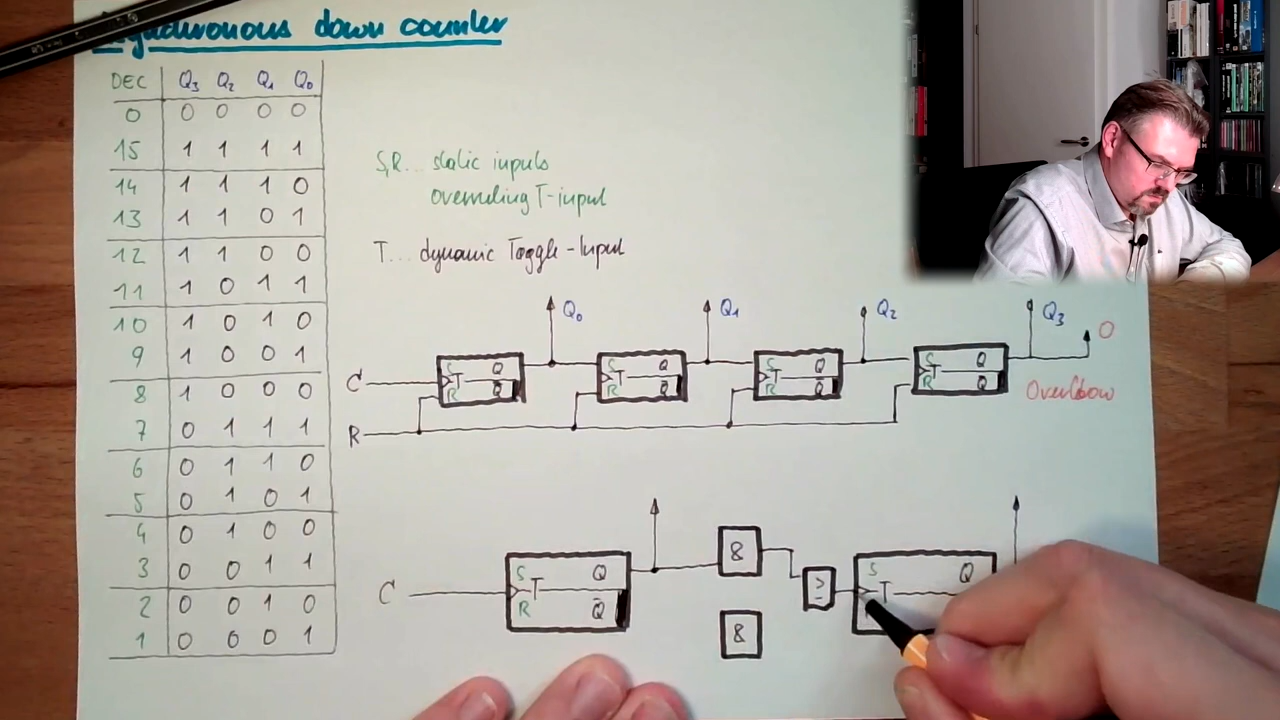 down counter
DEC Q3 Q2 Q1 Q0
0 0 0 0 0
15 1 1 1 1
14 1 1 1 0
13 1 1 0 1
12 1 1 0 0
11 1 0 1 1
10 1 0 1 0
9 1 0 0 1
8 1 0 0 0
7 0 1 1 1
6 0 1 1 0
5 0 1 0 1
4 0 1 0 0
3 0 0 1 1
2 0 0 1 0
1 0 0 0 1
S,R... static inputs
overruling T-input
T... dynamic Toggle-Input
Q0 Q1 Q2 Q3 O
C S T R Q Q̅ S T R Q Q̅ S T R Q Q̅ S T R Q Q̅
Overflow
R
C S T R Q Q̅ & & ≥ S T Q